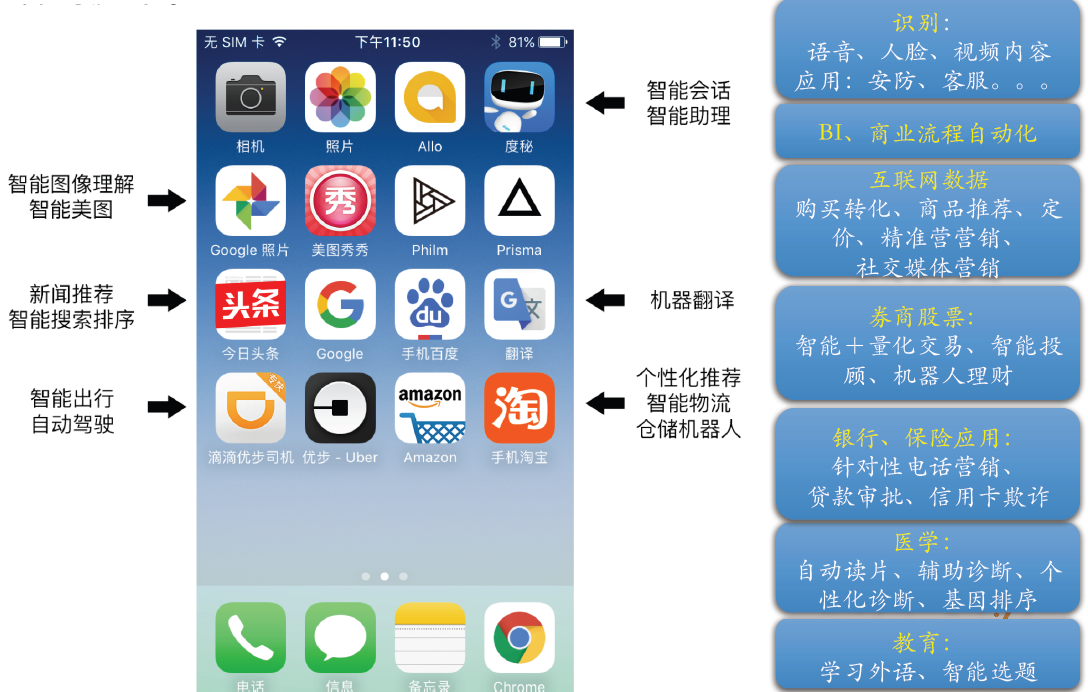 无 SIM 卡
下午11:50
81%
相机
照片
Allo
度秘
智能会话
智能助理
智能图像理解
智能美图
秀
Google 照片
美图秀秀
Philm
Prisma
新闻推荐
智能搜索排序
头条
G
du
G 文
今日头条
Google
手机百度
翻译
机器翻译
智能出行
自动驾驶
专快
amazon
淘
滴滴优步司机
优步 - Uber
Amazon
手机淘宝
个性化推荐
智能物流
仓储机器人
电话
信息
备忘录
Chrome
识别:
语音、人脸、视频内容
应用: 安防、客服。。。
BI、商业流程自动化
互联网数据
购买转化、商品推荐、定
价、精准营营销、
社交媒体营销
券商股票:
智能＋量化交易、智能投
顾、机器人理财
银行、保险应用:
针对性电话营销、
贷款审批、信用卡欺诈
医学:
自动读片、辅助诊断、个
性化诊断、基因排序
教育:
学习外语、智能选题